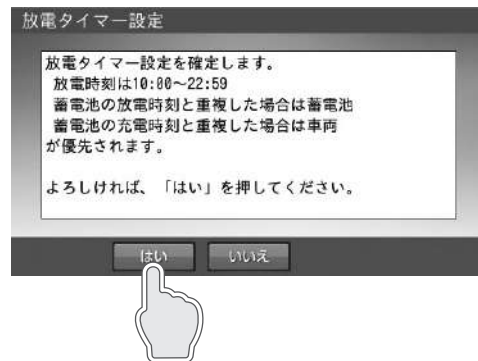 放電タイマー設定
放電タイマー設定を確定します。
放電時刻は10:00～22:59
蓄電池の放電時刻と重複した場合は蓄電池
蓄電池の充電時刻と重複した場合は車両
が優先されます。
よろしければ、「はい」を押してください。
はい
いいえ